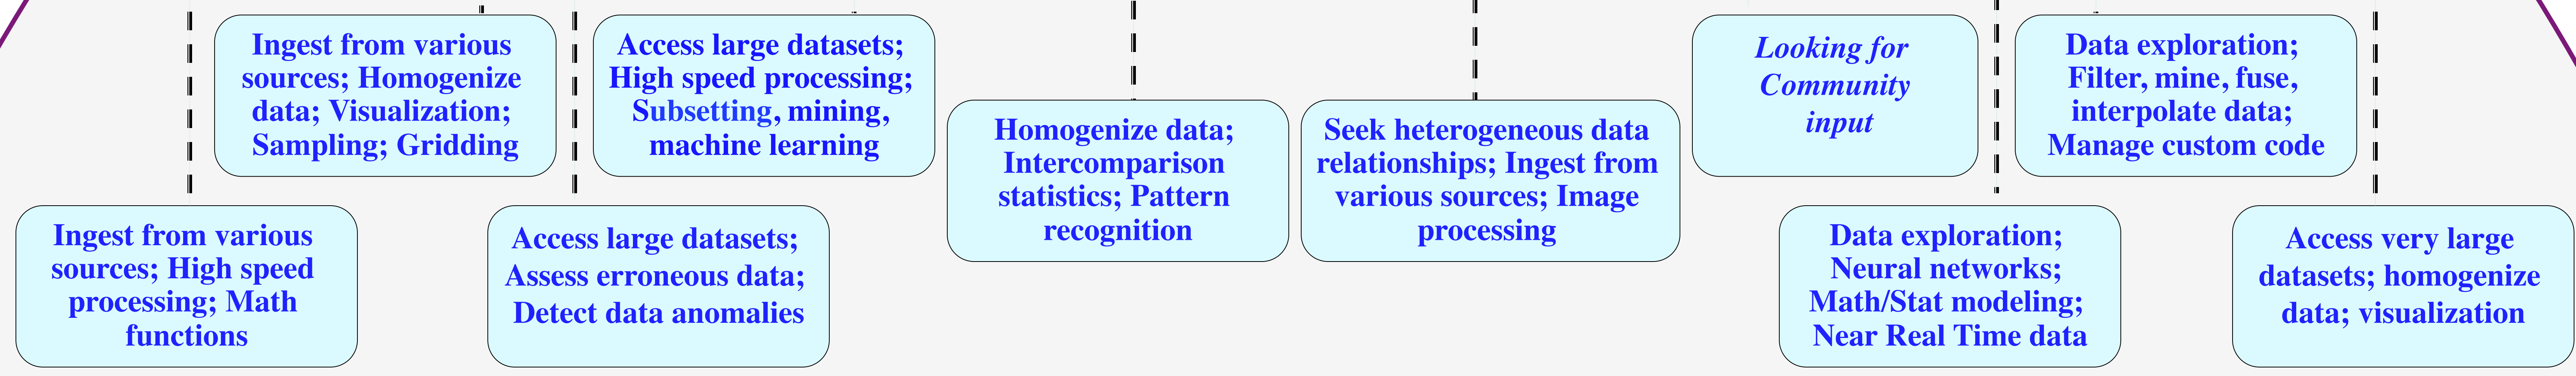 Ingest from various
sources; Homogenize
data; Visualization;
Sampling; Gridding
Access large datasets;
High speed processing;
Subsetting, mining,
machine learning
Homogenize data;
Intercomparison
statistics; Pattern
recognition
Seek heterogeneous data
relationships; Ingest from
various sources; Image
processing
Looking for
Community
input
Data exploration;
Filter, mine, fuse,
interpolate data;
Manage custom code
Ingest from various
sources; High speed
processing; Math
functions
Access large datasets;
Assess erroneous data;
Detect data anomalies
Data exploration;
Neural networks;
Math/Stat modeling;
Near Real Time data
Access very large
datasets; homogenize
data; visualization